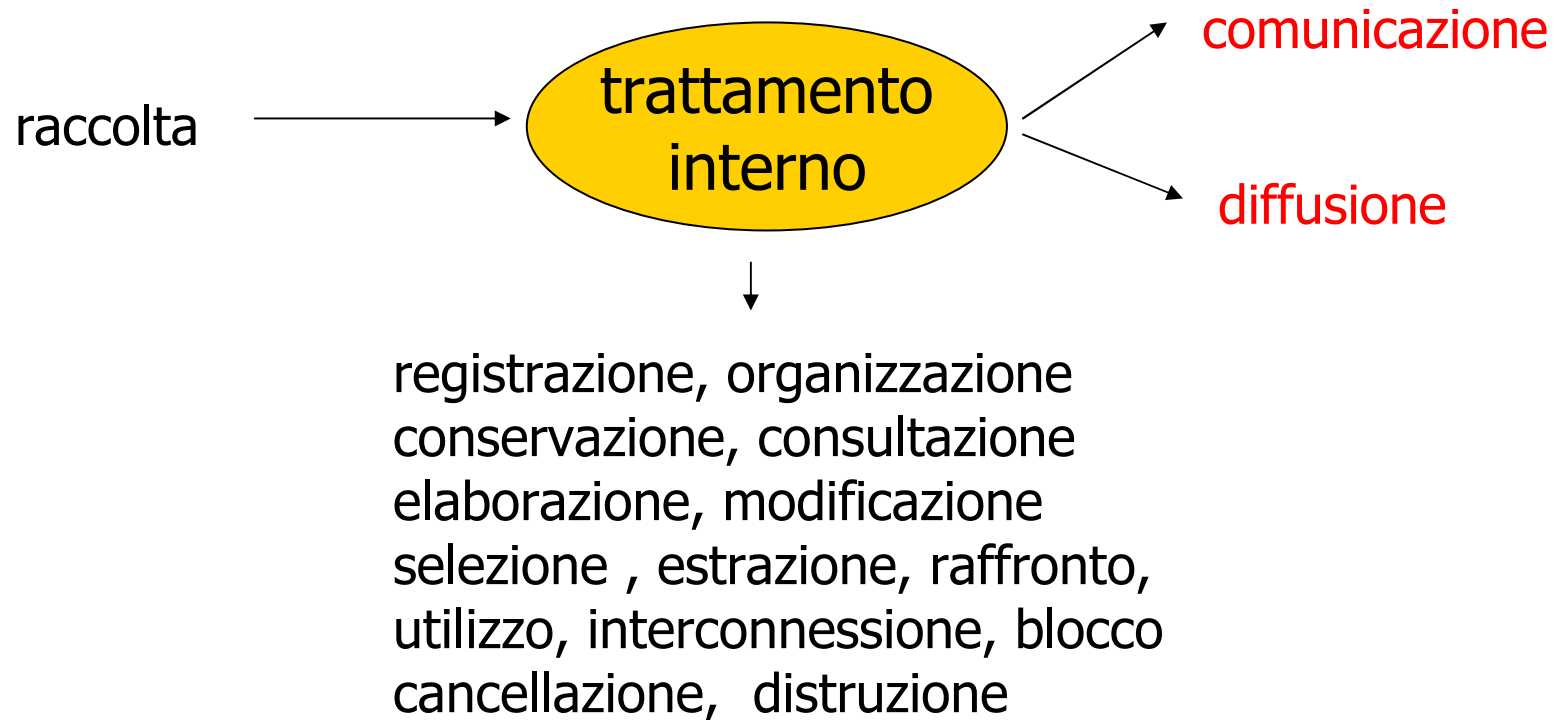 comunicazione
raccolta
trattamento
interno
diffusione
registrazione, organizzazione
conservazione, consultazione
elaborazione, modificazione
selezione , estrazione, raffronto,
utilizzo, interconnessione, blocco
cancellazione, distruzione